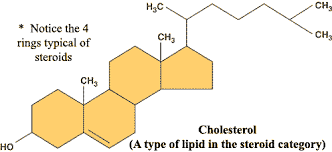 * Notice the 4
rings typical of
steroids
CH₃
CH₃
CH₃
CH₃
CH₃
HO
Cholesterol
(A type of lipid in the steroid category)